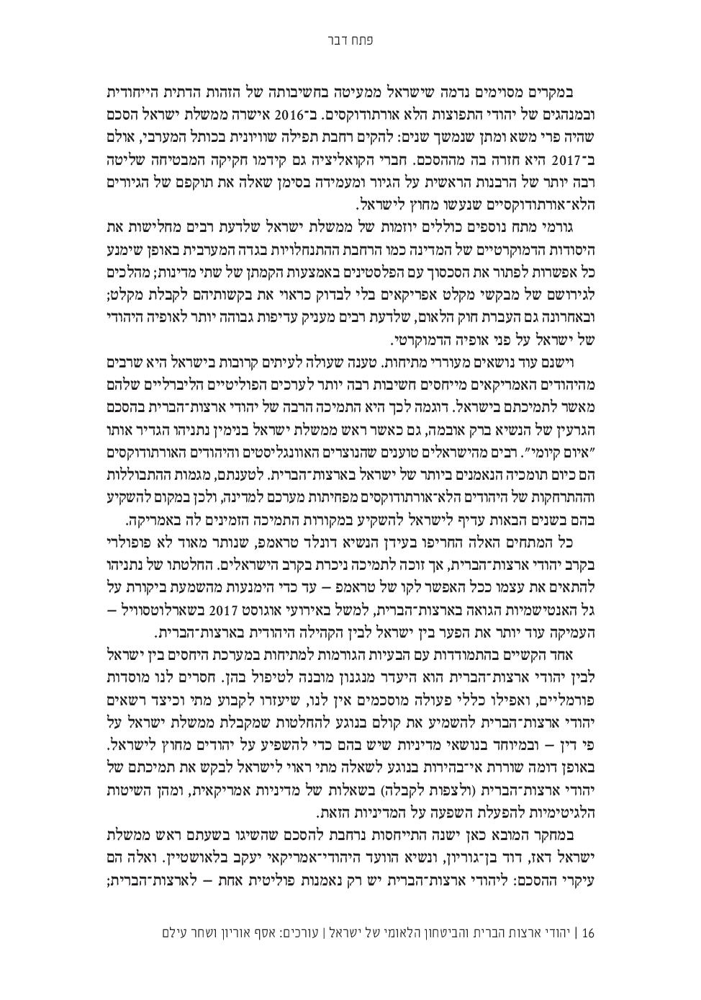 פתח דבר
במקרים מסוימים נדמה שישראל ממעיטה בחשיבותה של הזהות הדתית הייחודית
ובמנהגים של יהודי התפוצות הלא אורתודוקסים. ב־2016 אישרה ממשלת ישראל הסכם
שהיה פרי משא ומתן שנמשך שנים: להקים רחבת תפילה שוויונית בכותל המערבי, אולם
ב־2017 היא חזרה בה מההסכם. חברי הקואליציה גם קידמו חקיקה המבטיחה שליטה
רבה יותר של הרבנות הראשית על הגיור ומעמידה בסימן שאלה את תוקפם של הגיורים
הלא־אורתודוקסיים שנעשו מחוץ לישראל.
גורמי מתח נוספים כוללים יוזמות של ממשלת ישראל שלדעת רבים מחלישות את
היסודות הדמוקרטיים של המדינה כמו הרחבת ההתנחלויות בגדה המערבית באופן שימנע
כל אפשרות לפתור את הסכסוך עם הפלסטינים באמצעות הקמתן של שתי מדינות; מהלכים
לגירושם של מבקשי מקלט אפריקאים בלי לבדוק כראוי את בקשותיהם לקבלת מקלט;
ובאחרונה גם העברת חוק הלאום, שלדעת רבים מעניק עדיפות גבוהה יותר לאופיה היהודי
של ישראל על פני אופיה הדמוקרטי.
וישנם עוד נושאים מעוררי מתיחות. טענה שעולה לעיתים קרובות בישראל היא שרבים
מהיהודים האמריקאים מייחסים חשיבות רבה יותר לערכים הפוליטיים הליברליים שלהם
מאשר לתמיכתם בישראל. דוגמה לכך היא התמיכה הרבה של יהודי ארצות־הברית בהסכם
הגרעין של הנשיא ברק אובמה, גם כאשר ראש ממשלת ישראל בנימין נתניהו הגדיר אותו
"איום קיומי". רבים מהישראלים טוענים שהנוצרים האוונגליסטים והיהודים האורתודוקסים
הם כיום תומכיה הנאמנים ביותר של ישראל בארצות־הברית. לטענתם, מגמות ההתבוללות
וההתרחקות של היהודים הלא־אורתודוקסים מפחיתות מערכם למדינה, ולכן במקום להשקיע
בהם בשנים הבאות עדיף לישראל להשקיע במקורות התמיכה הזמינים לה באמריקה.
כל המתחים האלה החריפו בעידן הנשיא דונלד טראמפ, שנותר מאוד לא פופולרי
בקרב יהודי ארצות־הברית, אך זוכה לתמיכה ניכרת בקרב הישראלים. החלטתו של נתניהו
להתאים את עצמו ככל האפשר לקו של טראמפ – עד כדי הימנעות מהשמעת ביקורת על
גל האנטישמיות הגואה בארצות־הברית, למשל באירועי אוגוסט 2017 בשארלוטסוויל –
העמיקה עוד יותר את הפער בין ישראל לבין הקהילה היהודית בארצות־הברית.
אחד הקשיים בהתמודדות עם הבעיות הגורמות למתיחות במערכת היחסים בין ישראל
לבין יהודי ארצות־הברית הוא היעדר מנגנון מובנה לטיפול בהן. חסרים לנו מוסדות
פורמליים, ואפילו כללי פעולה מוסכמים אין לנו, שיעזרו לקבוע מתי וכיצד רשאים
יהודי ארצות־הברית להשמיע את קולם בנוגע להחלטות שמקבלת ממשלת ישראל על
פי דין – ובמיוחד בנושאי מדיניות שיש בהם כדי להשפיע על יהודים מחוץ לישראל.
באופן דומה שוררת אי־בהירות בנוגע לשאלה מתי ראוי לישראל לבקש את תמיכתם של
יהודי ארצות־הברית (ולצפות לקבלה) בשאלות של מדיניות אמריקאית, ומהן השיטות
הלגיטימיות להפעלת השפעה על המדיניות הזאת.
במחקר המובא כאן ישנה התייחסות נרחבת להסכם שהשיגו בשעתם ראש ממשלת
ישראל דאז, דוד בן־גוריון, ונשיא הוועד היהודי־אמריקאי יעקב בלאושטיין. ואלה הם
עיקרי ההסכם: ליהודי ארצות־הברית יש רק נאמנות פוליטית אחת – לארצות־הברית;
16 | יהודי ארצות הברית והביטחון הלאומי של ישראל | עורכים: אסף אוריון ושחר עילם